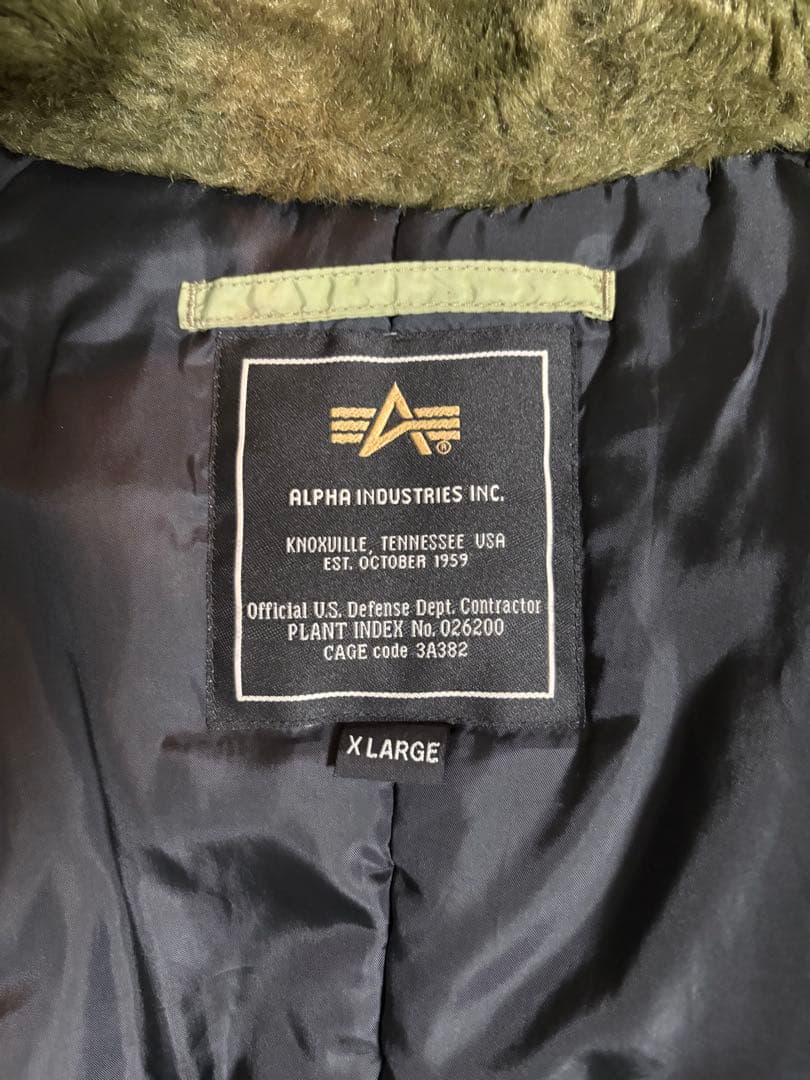 ALPHA INDUSTRIES INC.
KNOXVILLE, TENNESSEE USA
EST. OCTOBER 1959
Official U.S. Defense Dept. Contractor
PLANT INDEX No. 026200
CAGE code 3A382
X LARGE